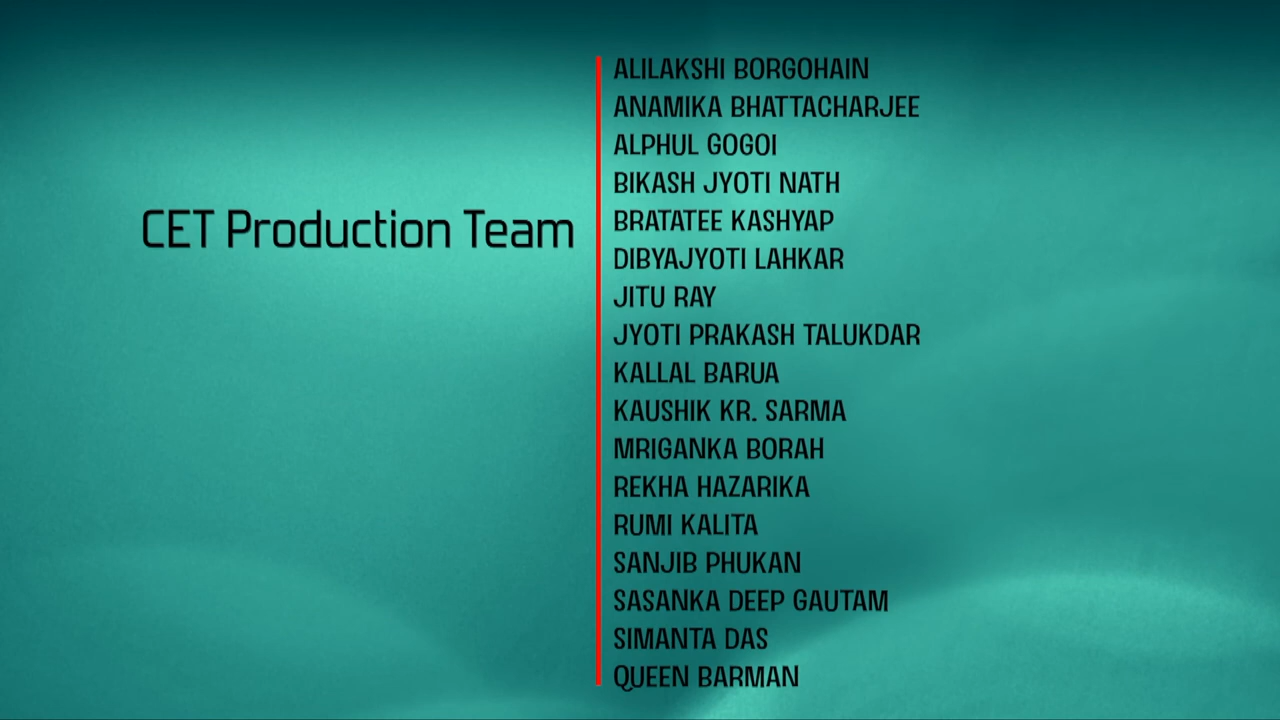 CET Production Team
ALILAKSHI BORGOHAIN
ANAMIKA BHATTACHARJEE
ALPHUL GOGOI
BIKASH JYOTI NATH
BRATATEE KASHYAP
DIBYAJYOTI LAHKAR
JITU RAY
JYOTI PRAKASH TALUKDAR
KALLAL BARUA
KAUSHIK KR. SARMA
MRIGANKA BORAH
REKHA HAZARIKA
RUMI KALITA
SANJIB PHUKAN
SASANKA DEEP GAUTAM
SIMANTA DAS
QUEEN BARMAN